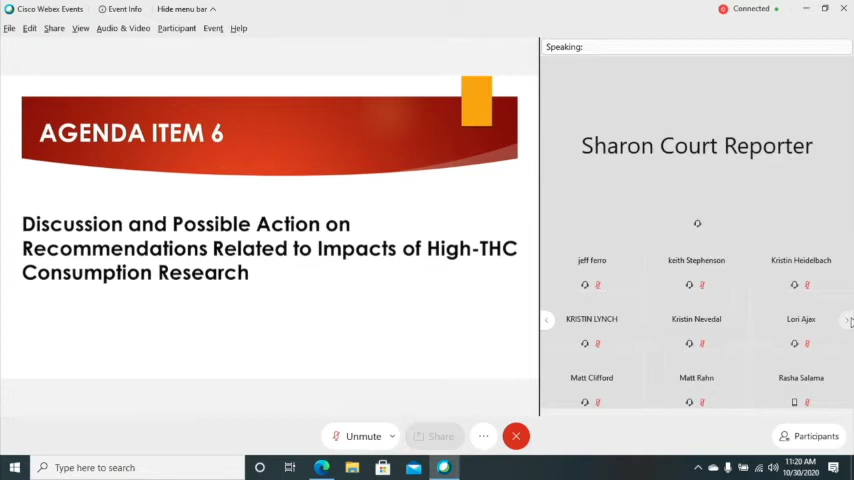 Cisco Webex Events
Event Info
Hide menu bar
Connected
File Edit Share View Audio & Video Participant Event Help
Speaking:
AGENDA ITEM 6
Discussion and Possible Action on
Recommendations Related to Impacts of High-THC
Consumption Research
Sharon Court Reporter
jeff ferro
keith Stephenson
Kristin Heidelbach
KRISTIN LYNCH
Kristin Nevedal
Lori Ajax
Matt Clifford
Matt Rahn
Rasha Salama
Unmute
Share
Participants
Type here to search
11:20 AM
10/30/2020